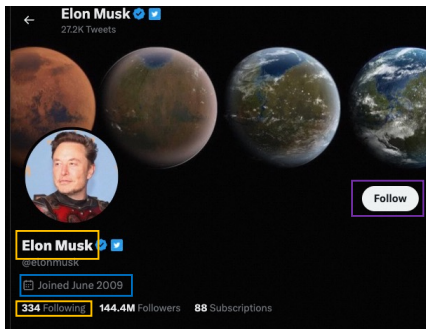 Elon Musk
27.2K Tweets
Follow
Elon Musk
@elonmusk
Joined June 2009
334 Following 144.4M Followers 88 Subscriptions